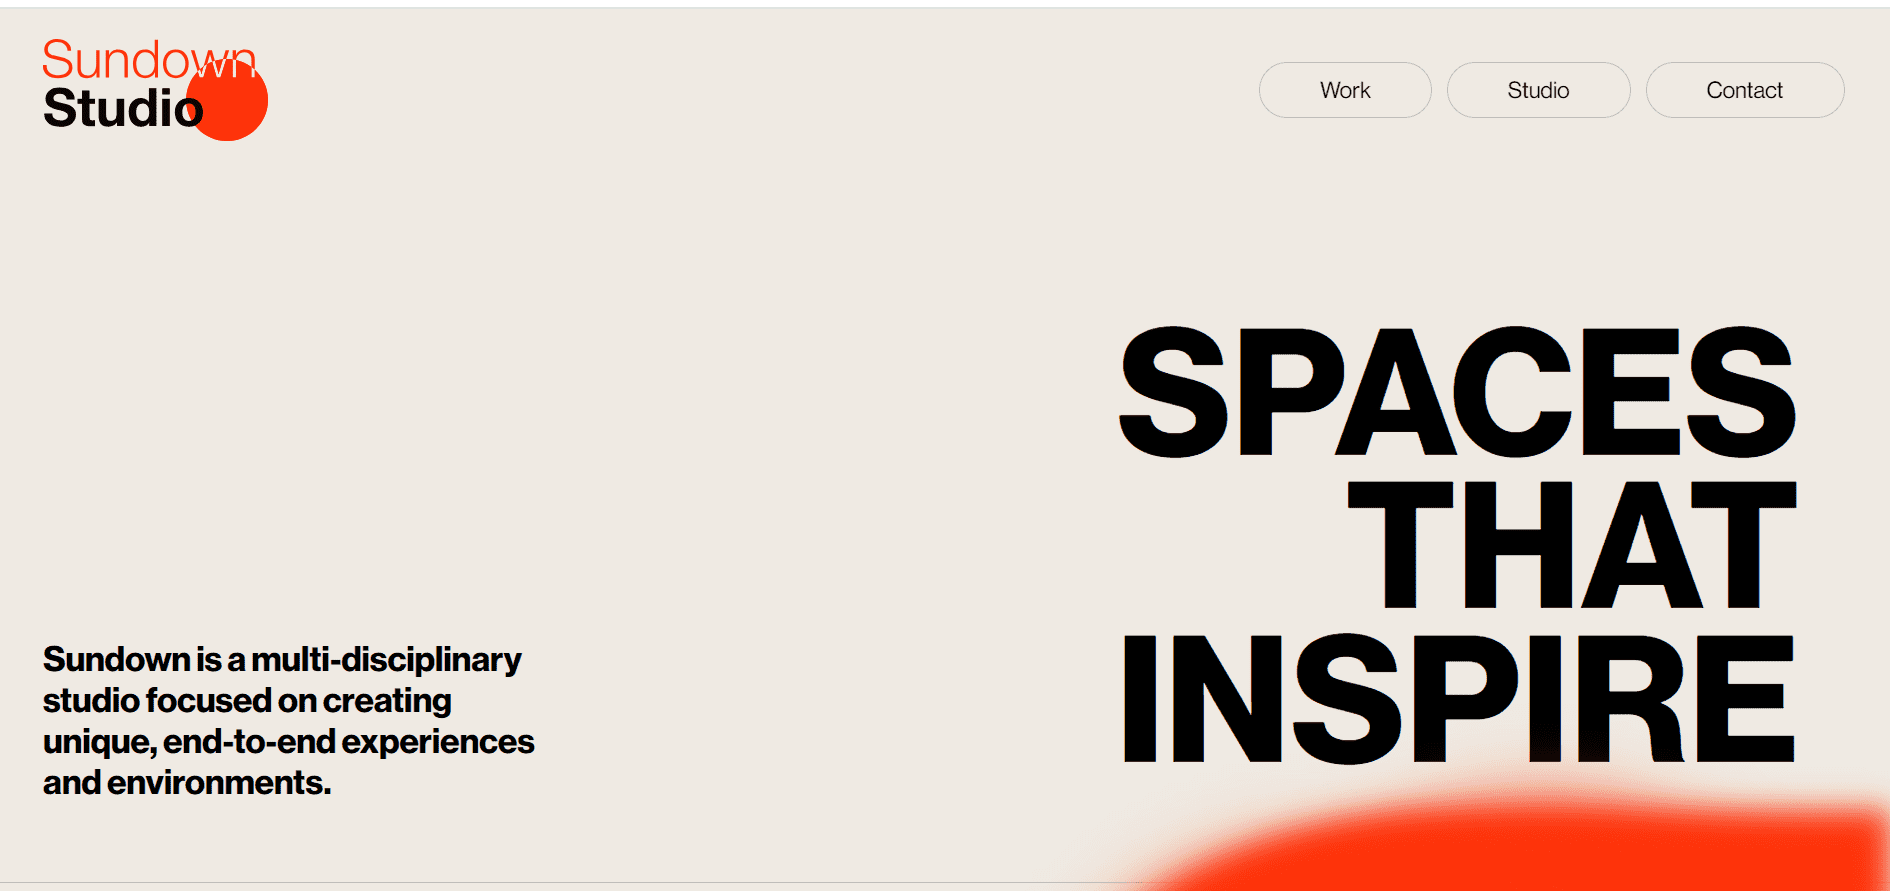 Sundown
Studio
Work
Studio
Contact
SPACES
THAT
INSPIRE
Sundown is a multi-disciplinary
studio focused on creating
unique, end-to-end experiences
and environments.